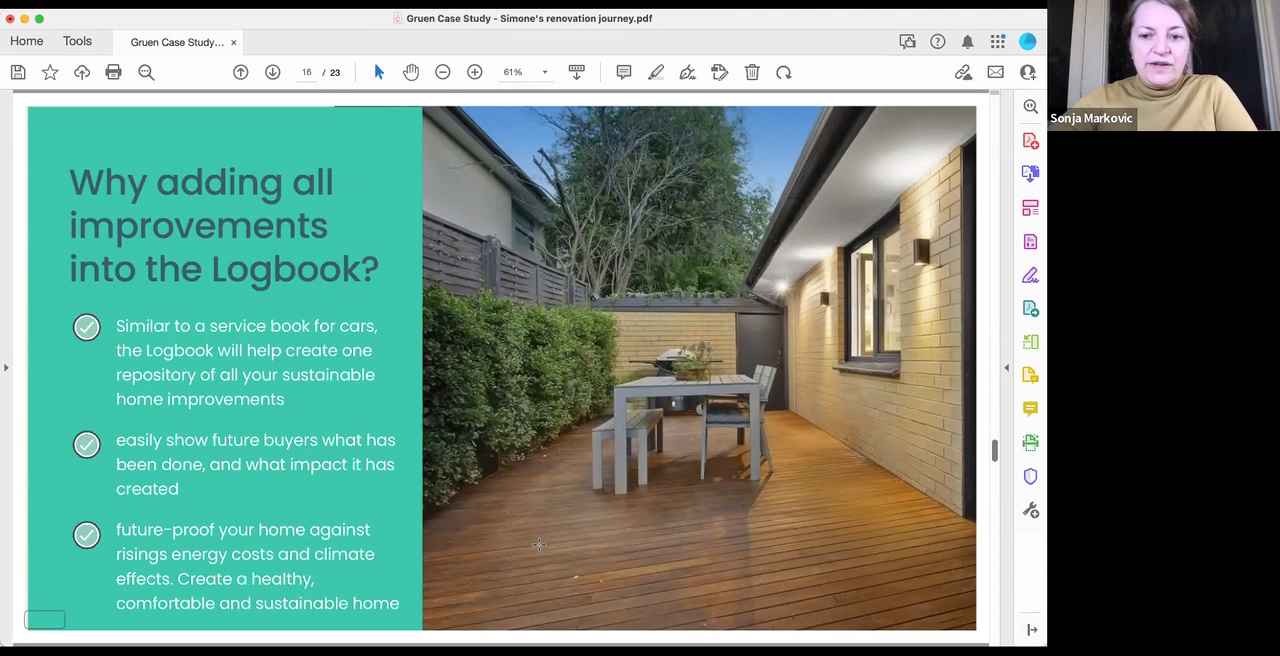 Gruen Case Study - Simone's renovation journey.pdf
Home Tools Gruen Case Study... ×
18 / 23 61%
Sonja Markovic
Why adding all
improvements
into the Logbook?
Similar to a service book for cars,
the Logbook will help create one
repository of all your sustainable
home improvements
easily show future buyers what has
been done, and what impact it has
created
future-proof your home against
risings energy costs and climate
effects. Create a healthy,
comfortable and sustainable home